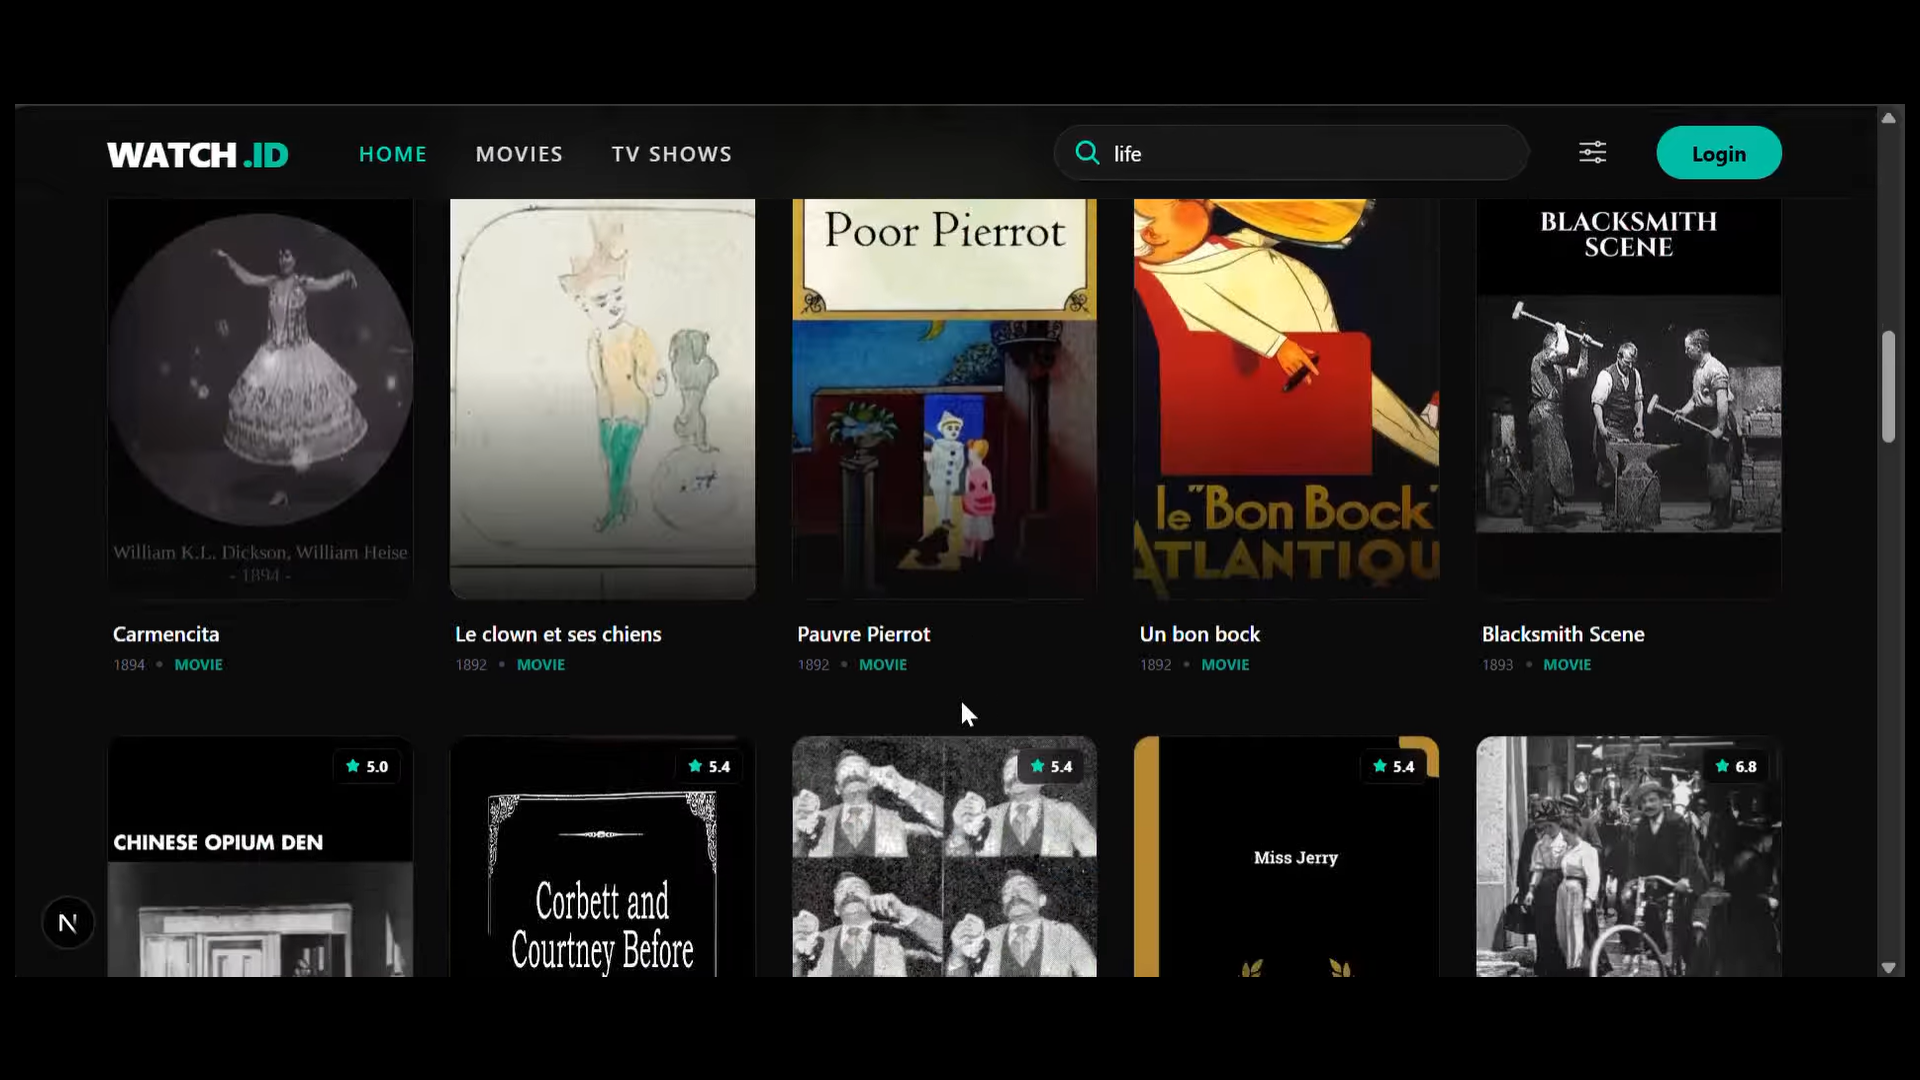 WATCH.ID
HOME
MOVIES
TV SHOWS
life
Login
Poor Pierrot
BLACKSMITH
SCENE
William K.L. Dickson, William Heise
- 1894 -
le "Bon Bock"
ATLANTIQU
Carmencita
1894 • MOVIE
Le clown et ses chiens
1892 • MOVIE
Pauvre Pierrot
1892 • MOVIE
Un bon bock
1892 • MOVIE
Blacksmith Scene
1893 • MOVIE
5.0
CHINESE OPIUM DEN
5.4
Corbett and
Courtney Before
5.4
5.4
Miss Jerry
6.8
N